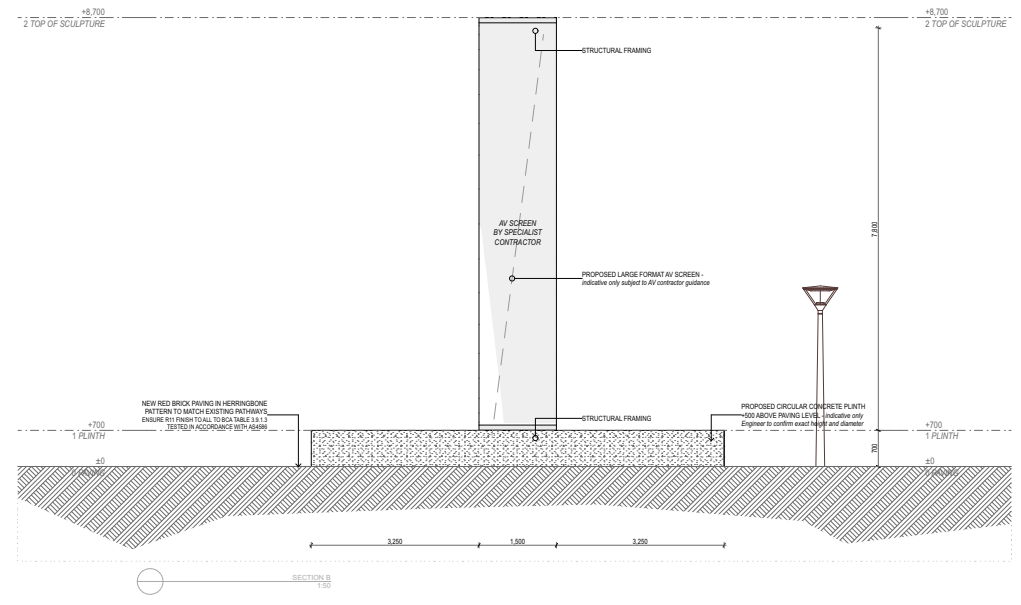 +8,700
2 TOP OF SCULPTURE
+8,700
2 TOP OF SCULPTURE
STRUCTURAL FRAMING
AV SCREEN
BY SPECIALIST
CONTRACTOR
7,800
PROPOSED LARGE FORMAT AV SCREEN -
indicative only subject to AV contractor guidance
NEW RED BRICK PAVING IN HERRINGBONE
PATTERN TO MATCH EXISTING PATHWAYS
ENSURE R11 FINISH TO ALL TO BCA TABLE 3.9.1.3
TESTED IN ACCORDANCE WITH AS4586
STRUCTURAL FRAMING
PROPOSED CIRCULAR CONCRETE PLINTH
+500 ABOVE PAVING LEVEL - indicative only
Engineer to confirm exact height and diameter
+700
1 PLINTH
+700
1 PLINTH
700
±0
0 PAVING
±0
0 PAVING
3,250
1,500
3,250
SECTION B
1:50